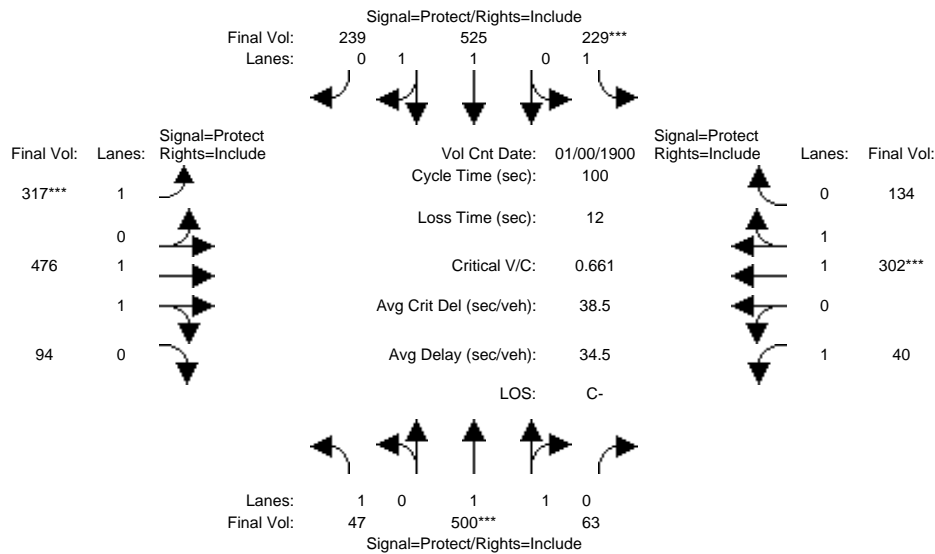 Signal=Protect/Rights=Include
Final Vol: 239 525 229***
Lanes: 0 1 1 0 1
Signal=Protect
Final Vol: Lanes: Rights=Include
Vol Cnt Date: 01/00/1900
Signal=Protect
Rights=Include Lanes: Final Vol:
Cycle Time (sec): 100
317*** 1
0 134
Loss Time (sec): 12
0
1
476 1
Critical V/C: 0.661
1 302***
1
Avg Crit Del (sec/veh): 38.5
0
94 0
Avg Delay (sec/veh): 34.5
1 40
LOS: C-
Lanes: 1 0 1 1 0
Final Vol: 47 500*** 63
Signal=Protect/Rights=Include